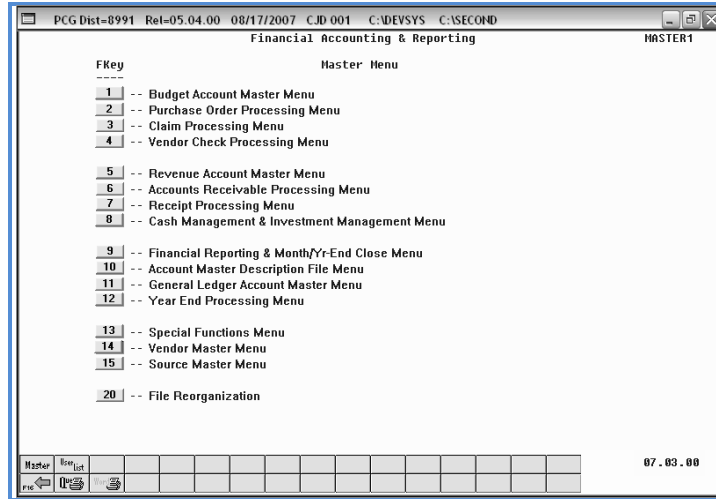 PCG Dist=8991 Rel=05.04.00 08/17/2007 CJD 001 C:\DEVSYS C:\SECOND
Financial Accounting & Reporting MASTER1
FKey Master Menu
----
1 -- Budget Account Master Menu
2 -- Purchase Order Processing Menu
3 -- Claim Processing Menu
4 -- Vendor Check Processing Menu
5 -- Revenue Account Master Menu
6 -- Accounts Receivable Processing Menu
7 -- Receipt Processing Menu
8 -- Cash Management & Investment Management Menu
9 -- Financial Reporting & Month/Yr-End Close Menu
10 -- Account Master Description File Menu
11 -- General Ledger Account Master Menu
12 -- Year End Processing Menu
13 -- Special Functions Menu
14 -- Vendor Master Menu
15 -- Source Master Menu
20 -- File Reorganization
Master User List 07.03.00
F16